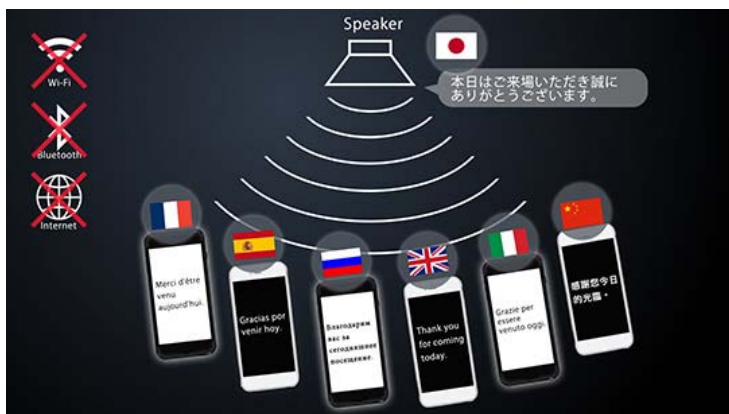 Speaker
本日はご来場いただき誠に
ありがとうございます。
Wi-Fi
Bluetooth
Internet
Merci d'être
venu
aujourd'hui.
Gracias por
venir hoy.
Благодарим
вас за
сегодняшнее
посещение.
Thank you
for coming
today.
Grazie per
essere
venuto oggi.
感謝您今日
的光臨。